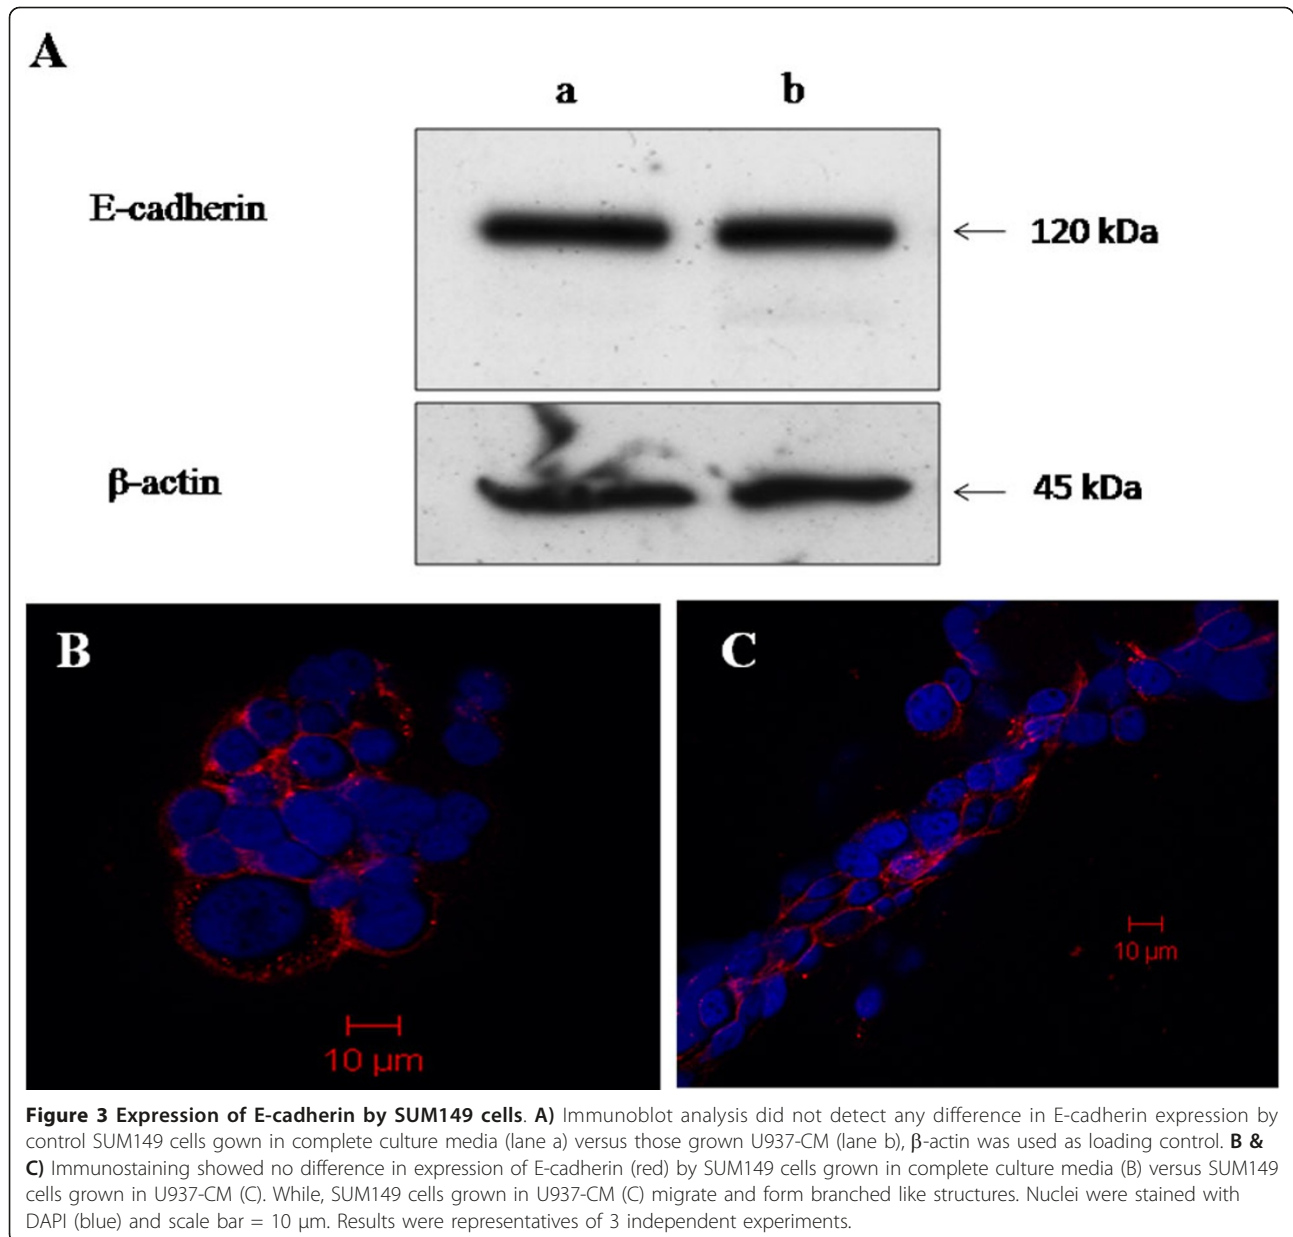 A
a b
E-cadherin
120 kDa
β-actin
45 kDa
B
C
10 µm
10 µm
Figure 3 Expression of E-cadherin by SUM149 cells. A) Immunoblot analysis did not detect any difference in E-cadherin expression by
control SUM149 cells gown in complete culture media (lane a) versus those grown U937-CM (lane b), β-actin was used as loading control. B &
C) Immunostaining showed no difference in expression of E-cadherin (red) by SUM149 cells grown in complete culture media (B) versus SUM149
cells grown in U937-CM (C). While, SUM149 cells grown in U937-CM (C) migrate and form branched like structures. Nuclei were stained with
DAPI (blue) and scale bar = 10 µm. Results were representatives of 3 independent experiments.